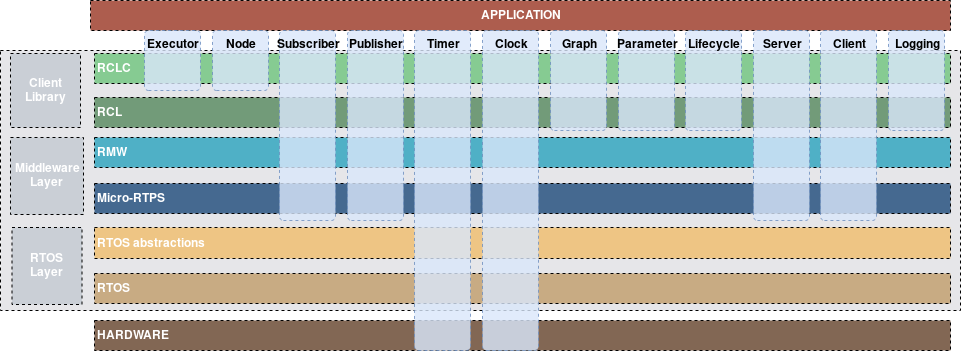 APPLICATION
Executor
Node
Subscriber
Publisher
Timer
Clock
Graph
Parameter
Lifecycle
Server
Client
Logging
Client
Library
RCLC
RCL
Middleware
Layer
RMW
Micro-RTPS
RTOS
Layer
RTOS abstractions
RTOS
HARDWARE